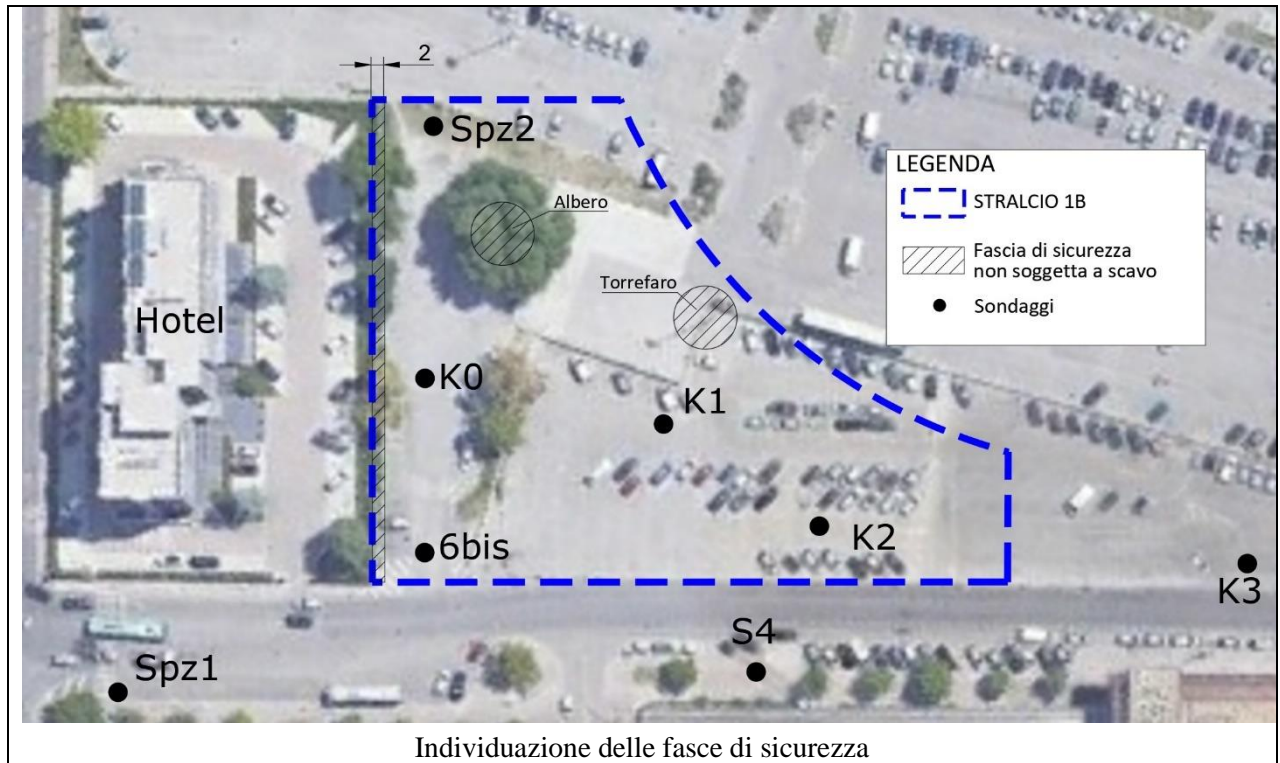 2
Spz2
Albero
LEGENDA
STRALCIO 1B
Fascia di sicurezza
non soggetta a scavo
Sondaggi
Torrefaro
Hotel
K0
K1
6bis
K2
K3
S4
Spz1
Individuazione delle fasce di sicurezza